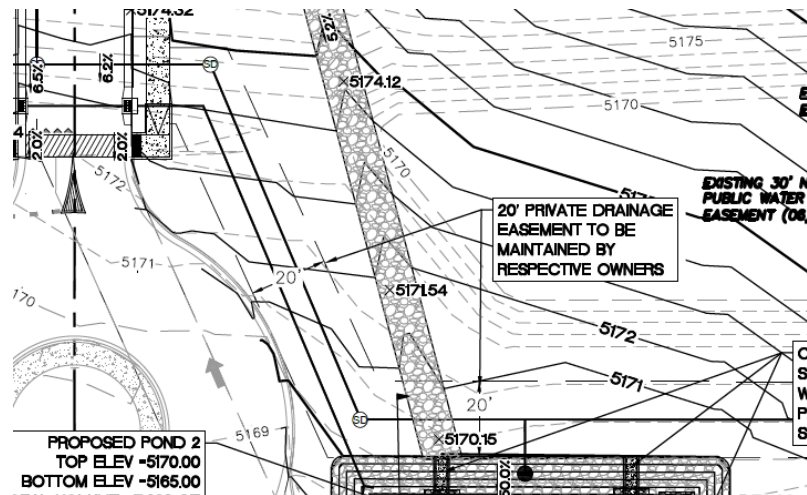 5174.32
5.2%
5175
SD
6.5%
6.2%
5174.12
5170
4
2.0%
2.0%
5170
5172
EXISTING 30'
PUBLIC WATER
EASEMENT
20' PRIVATE DRAINAGE
EASEMENT TO BE
MAINTAINED BY
RESPECTIVE OWNERS
5171
20'
5171.54
5172
5171
20'
SD
5169
5170.15
PROPOSED POND 2
TOP ELEV =5170.00
BOTTOM ELEV =5165.00
50.0%